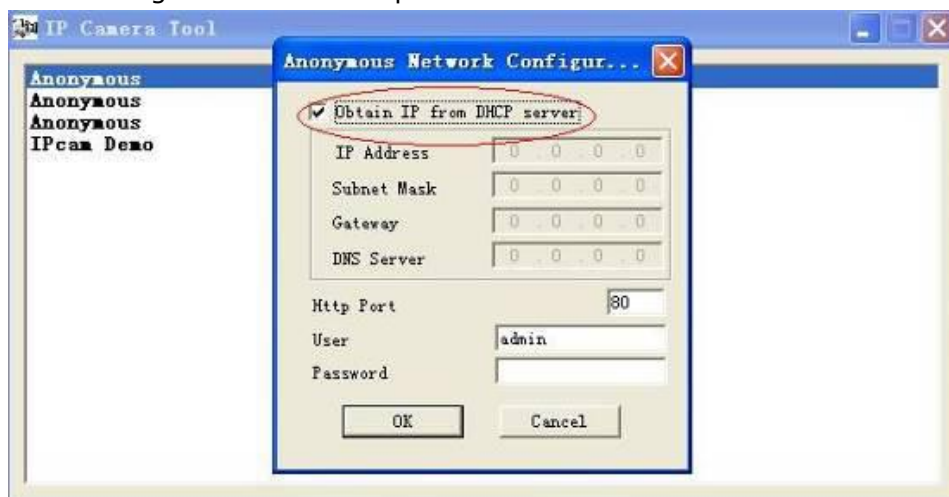 IP Camera Tool
Anonymous Network Configur...
Anonymous
Anonymous
Anonymous
IPcam Demo
Obtain IP from DHCP server
IP Address 0 . 0 . 0 . 0
Subnet Mask 0 . 0 . 0 . 0
Gateway 0 . 0 . 0 . 0
DNS Server 0 . 0 . 0 . 0
Http Port 80
User admin
Password
OK Cancel